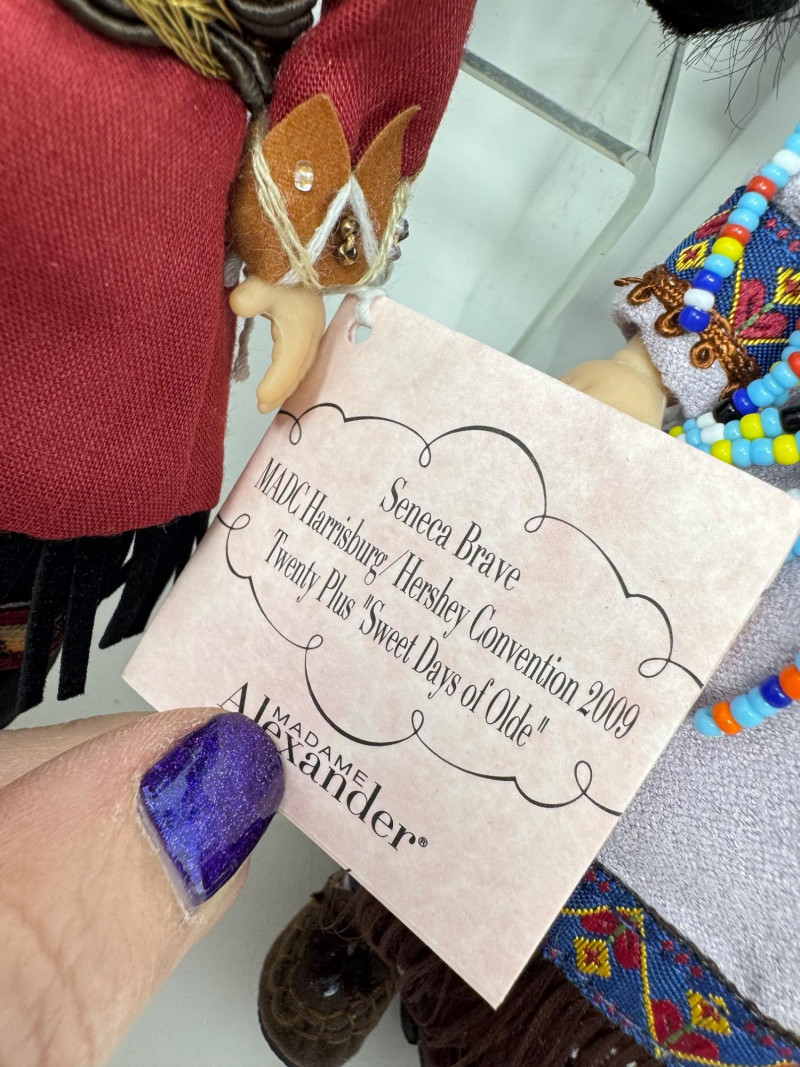 Seneca Brave
MADC Harrisburg/Hershey Convention 2009
Twenty Plus "Sweet Days of Olde"
MADAME
Alexander®